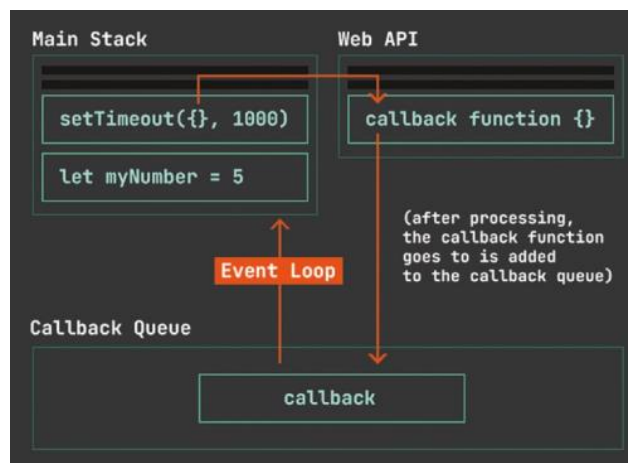 Main Stack
Web API
setTimeout({}, 1000)
callback function {}
let myNumber = 5
(after processing,
the callback function
goes to is added
to the callback queue)
Event Loop
Callback Queue
callback